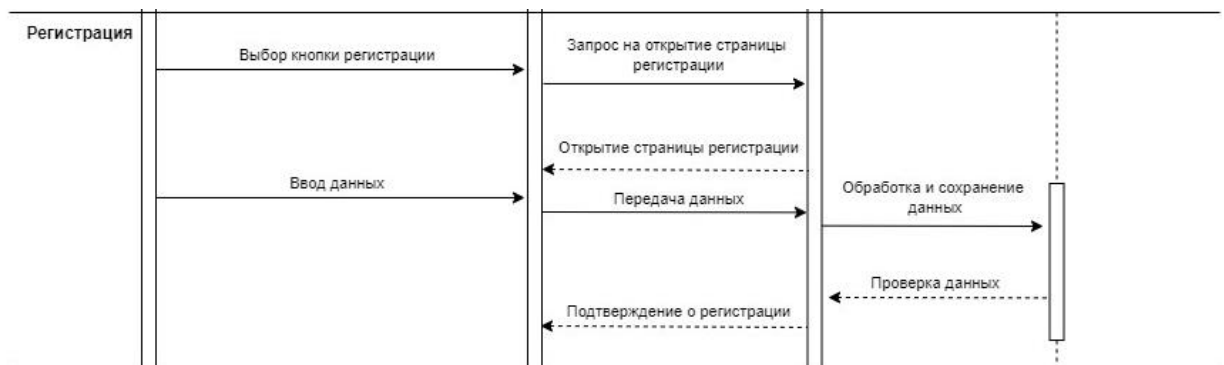 Регистрация
Выбор кнопки регистрации
Запрос на открытие страницы
регистрации
Открытие страницы регистрации
Ввод данных
Передача данных
Обработка и сохранение
данных
Проверка данных
Подтверждение о регистрации